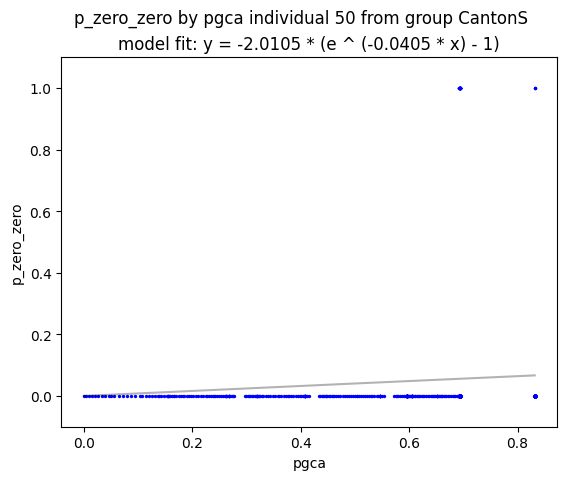 p_zero_zero by pgca individual 50 from group CantonS
model fit: y = -2.0105 * (e ^ (-0.0405 * x) - 1)
1.0
0.8
0.6
0.4
0.2
0.0
p_zero_zero
0.0 0.2 0.4 0.6 0.8
pgca